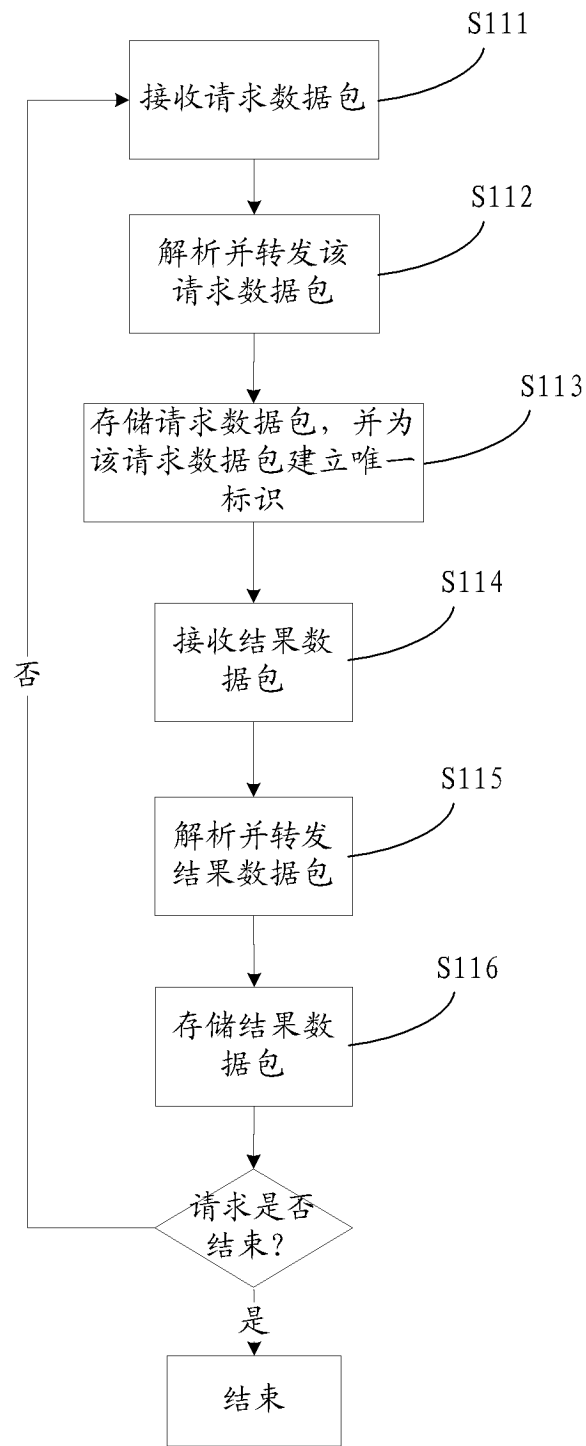 S111
接收请求数据包
S112
解析并转发该
请求数据包
S113
存储请求数据包，并为
该请求数据包建立唯一
标识
S114
接收结果数
据包
否
S115
解析并转发
结果数据包
S116
存储结果数
据包
请求是否
结束?
是
结束